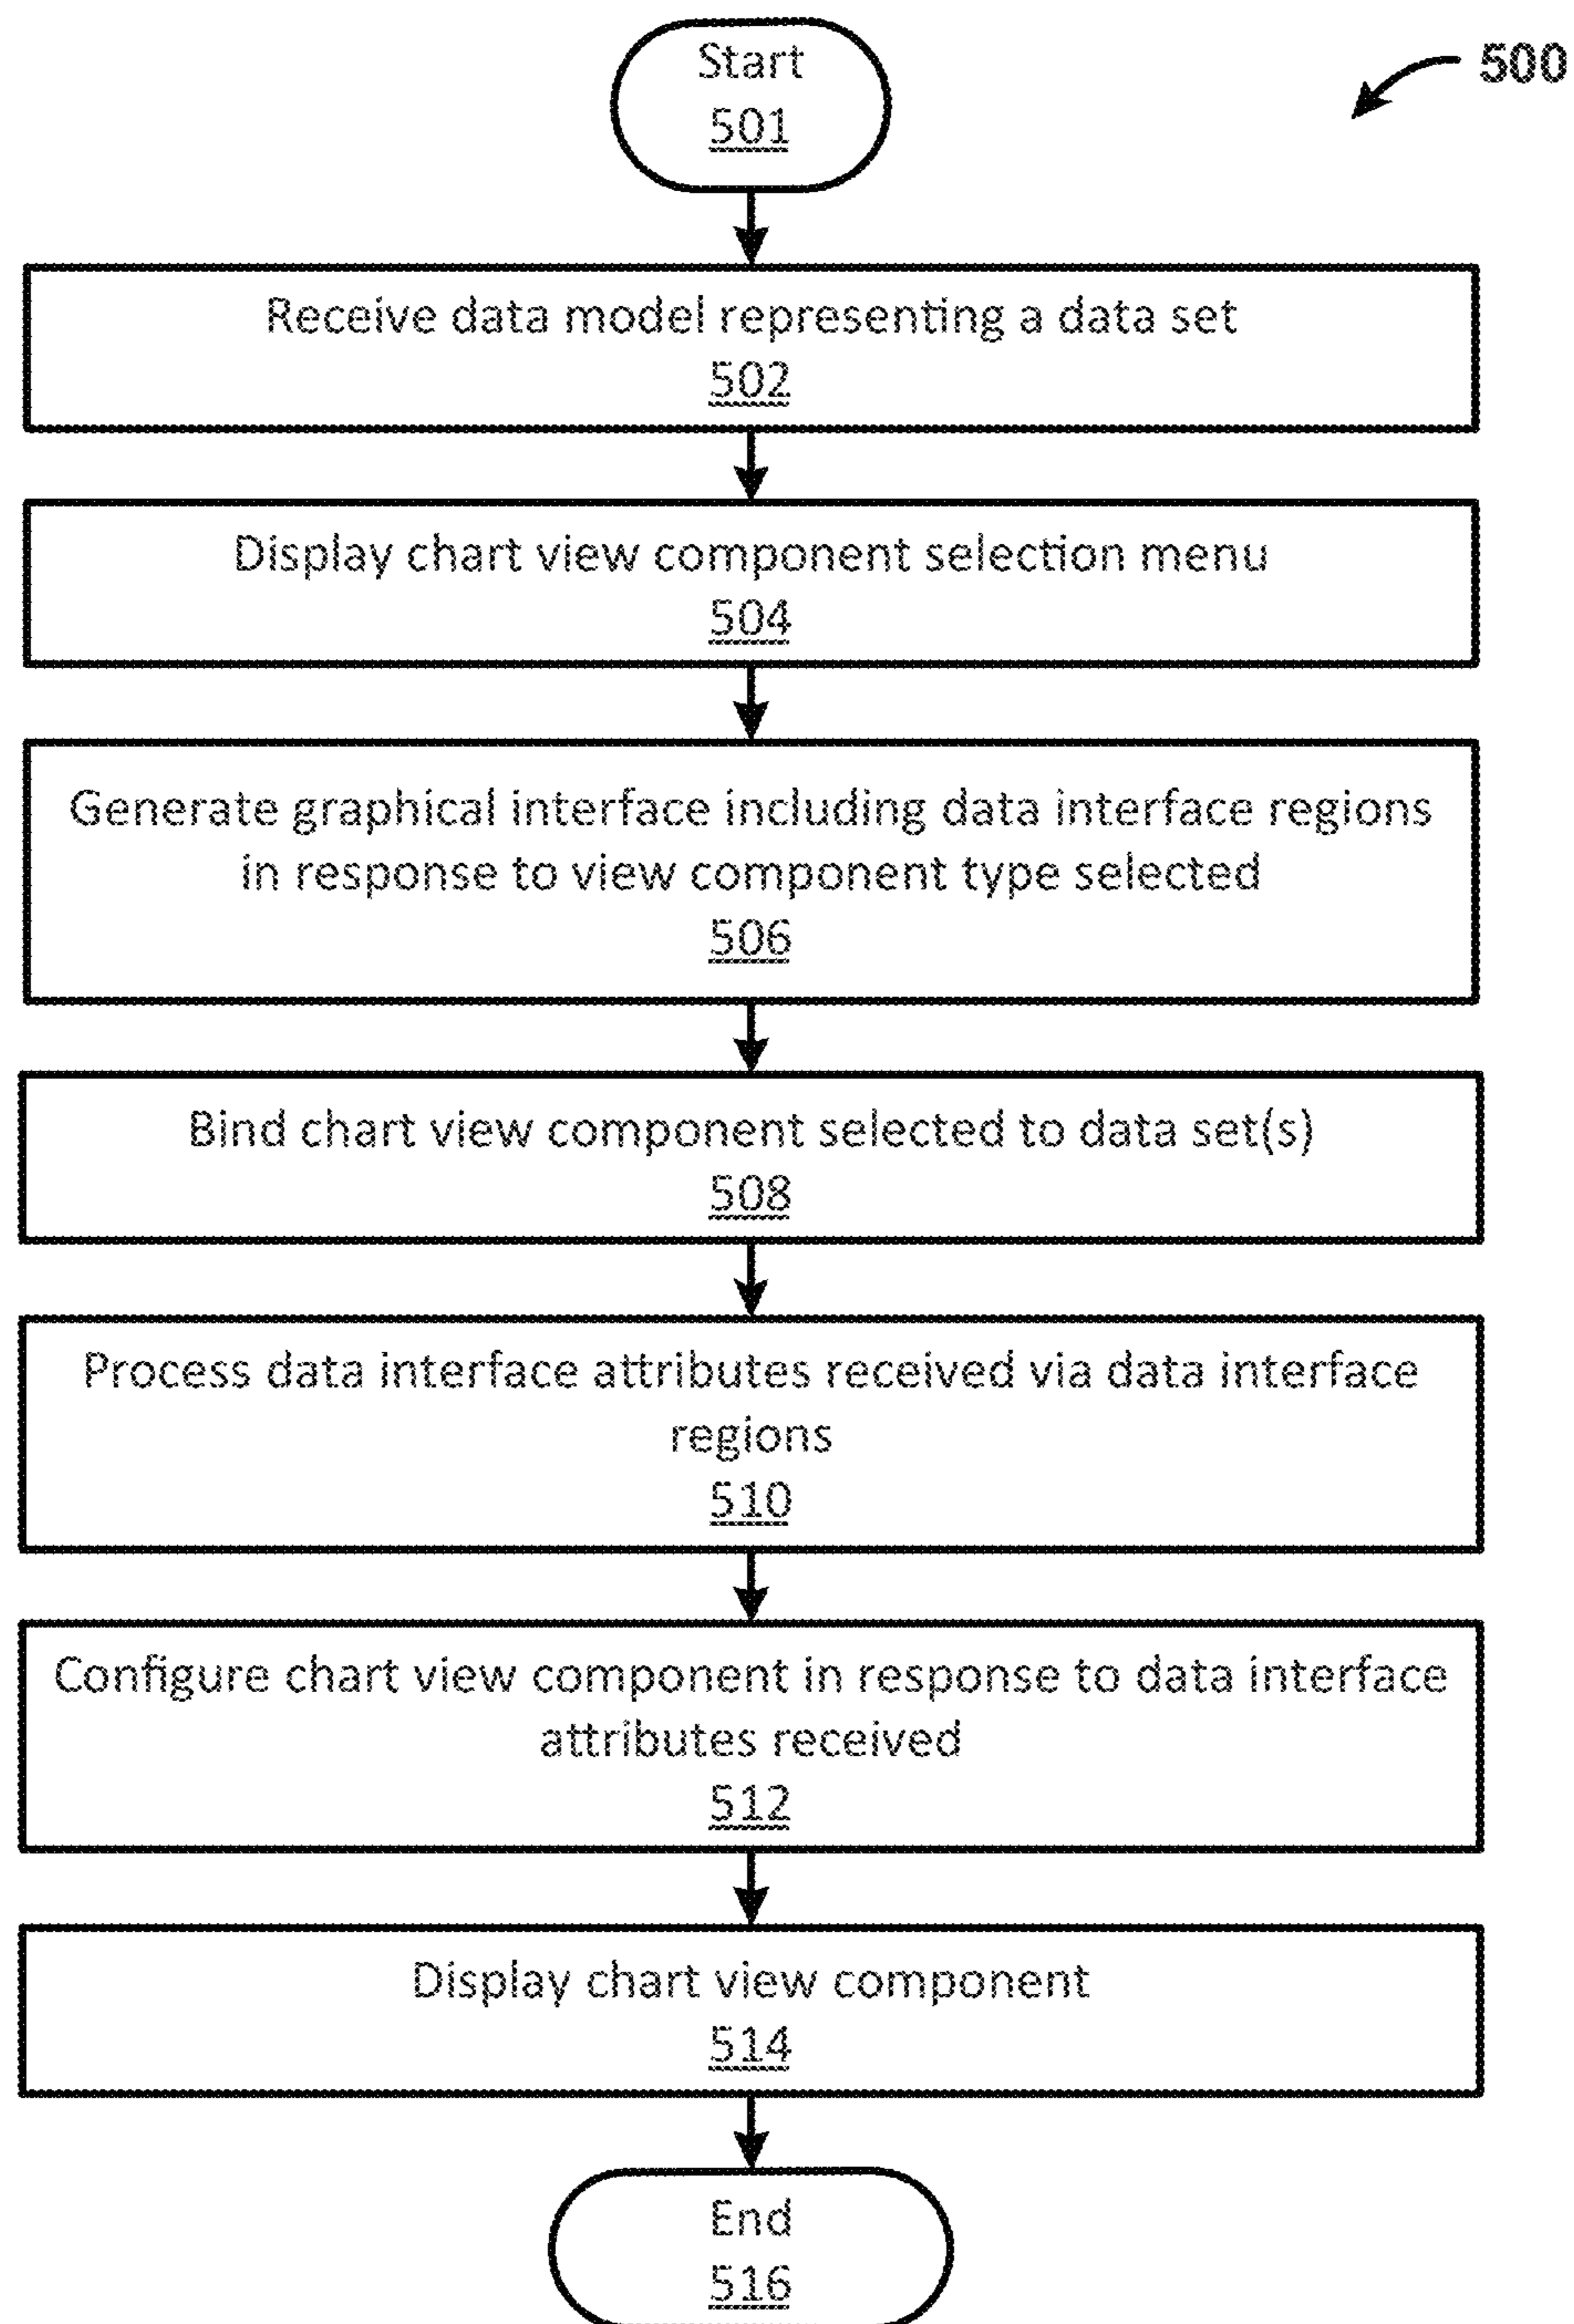 Start
501
500
Receive data model representing a data set
502
Display chart view component selection menu
504
Generate graphical interface including data interface regions
in response to view component type selected
506
Bind chart view component selected to data set(s)
508
Process data interface attributes received via data interface
regions
510
Configure chart view component in response to data interface
attributes received
512
Display chart view component
514
End
516